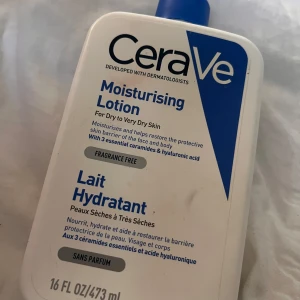 CeraVe
DEVELOPED WITH DERMATOLOGISTS
Moisturising
Lotion
For Dry to Very Dry Skin
Moisturises and helps restore the protective
skin barrier of the face and body
With 3 essential ceramides & hyaluronic acid
FRAGRANCE FREE
Lait
Hydratant
Peaux Sèches à Très Sèches
Nourrit, hydrate et aide à restaurer la barrière
protectrice de la peau. Visage et corps
Aux 3 céramides essentiels et acide hyaluronique
SANS PARFUM
16 FL OZ/473 ml